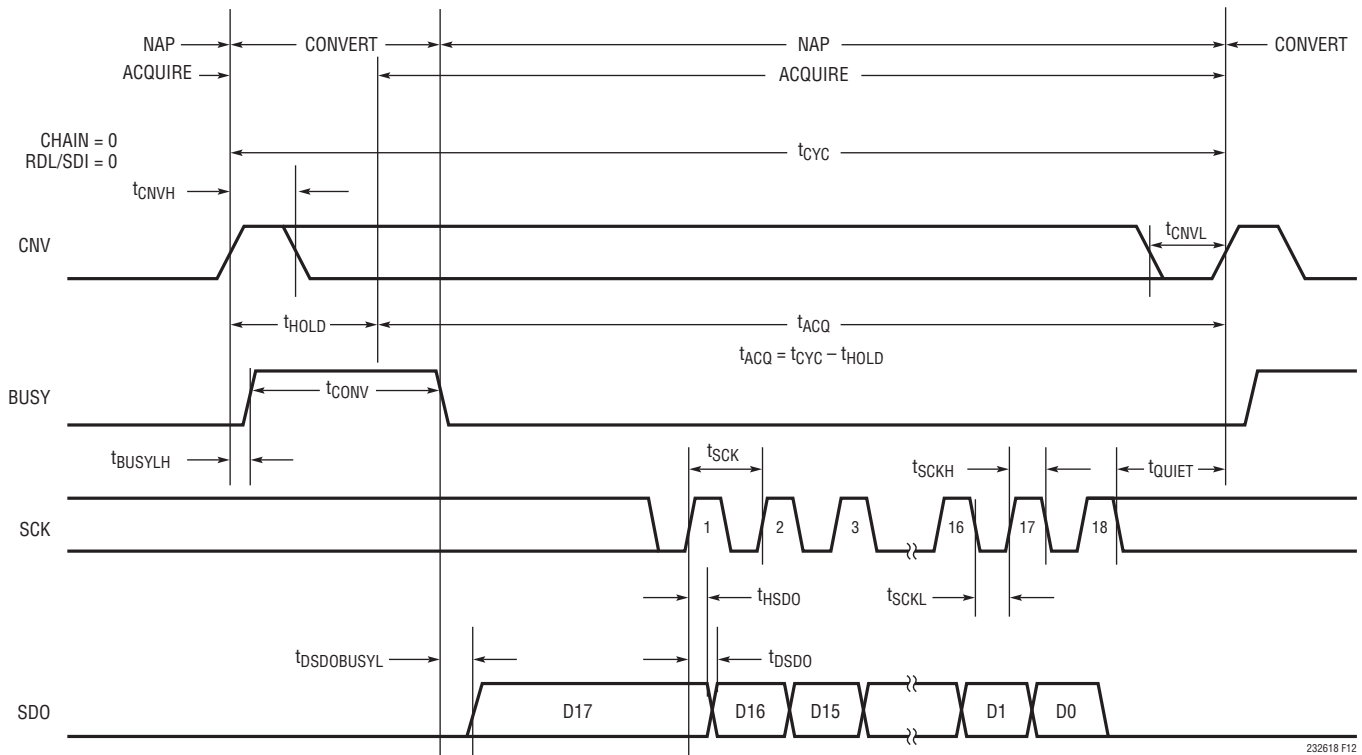 NAP CONVERT NAP CONVERT
ACQUIRE ACQUIRE
CHAIN = 0
RDL/SDI = 0
tCYC
tCNVH
CNV
tCNVL
tHOLD tACQ
tACQ = tCYC – tHOLD
BUSY
tCONV
tBUSYLH
tSCK tSCKH tQUIET
SCK
1 2 3 16 17 18
tHSDO tSCKL
tDSDOBUSYL tDSDO
SDO
D17 D16 D15 D1 D0
232618 F12